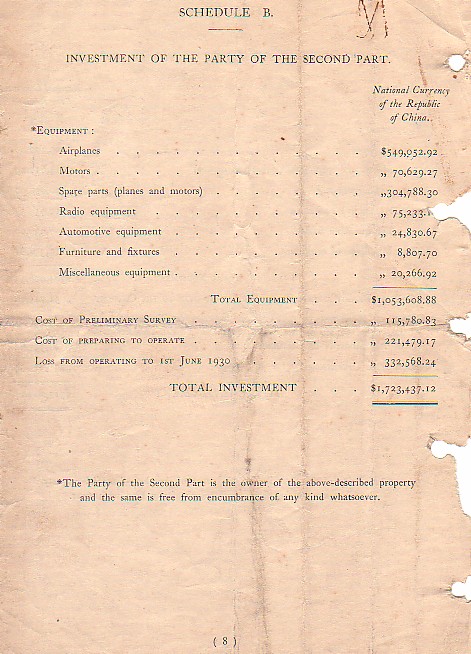 SCHEDULE B.
INVESTMENT OF THE PARTY OF THE SECOND PART.
National Currency
of the Republic
of China.
*EQUIPMENT :
Airplanes . . . . . . . . . $549,952.92
Motors . . . . . . . . . . „ 70,629.27
Spare parts (planes and motors) . . . . . . „304,788.30
Radio equipment . . . . . . . . „ 75,233.
Automotive equipment . . . . . . . „ 24,830.67
Furniture and fixtures . . . . . . . „ 8,807.70
Miscellaneous equipment . . . . . . . „ 20,266.92
TOTAL EQUIPMENT . . . $1,053,608.88
COST OF PRELIMINARY SURVEY . . . . . . „ 115,780.83
COST OF PREPARING TO OPERATE . . . . . . „ 221,479.17
LOSS FROM OPERATING TO 1ST JUNE 1930 . . . . . „ 332,568.24
TOTAL INVESTMENT . . . $1,723,437.12
*The Party of the Second Part is the owner of the above-described property
and the same is free from encumbrance of any kind whatsoever.
( 8 )